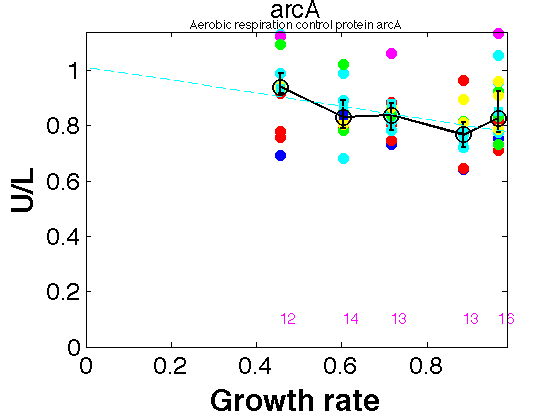 arcA
Aerobic respiration control protein arcA
1
0.8
0.6
0.4
0.2
0
U/L
12 14 13 13 16
0 0.2 0.4 0.6 0.8
Growth rate